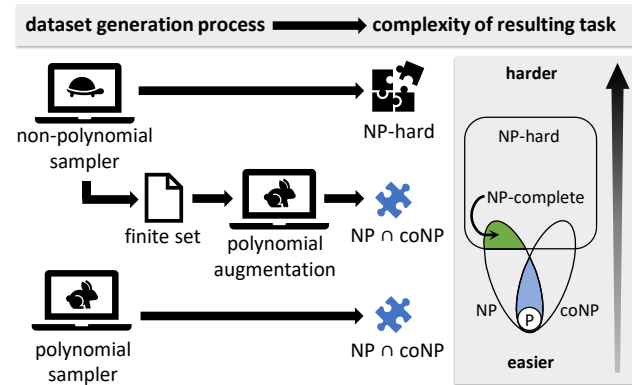 dataset generation process
complexity of resulting task
non-polynomial
sampler
NP-hard
finite set
polynomial
augmentation
NP ∩ coNP
polynomial
sampler
NP ∩ coNP
harder
NP-hard
NP-complete
NP
P
coNP
easier